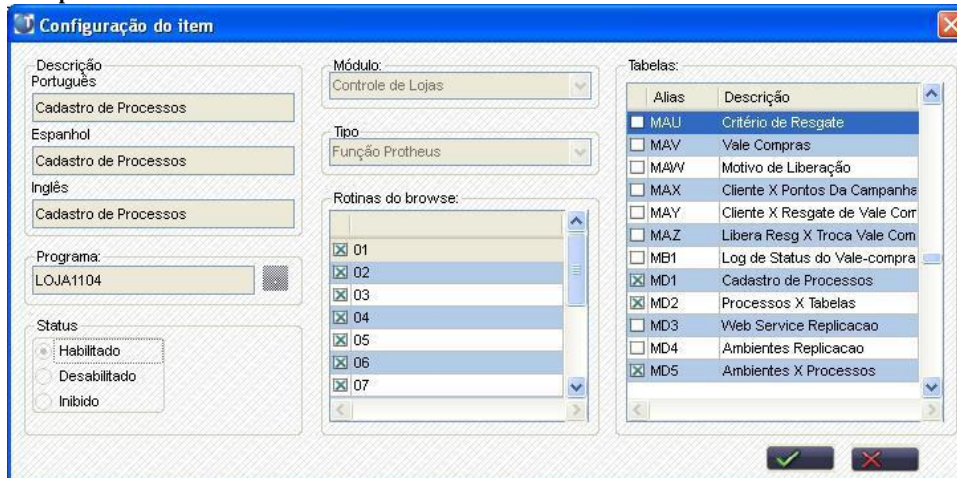 Configuração do item
Descrição
Português
Cadastro de Processos
Espanhol
Cadastro de Processos
Inglês
Cadastro de Processos
Programa:
LOJA1104
Status
Habilitado
Desabilitado
Inibido
Módulo:
Controle de Lojas
Tipo
Função Protheus
Rotinas do browse:
01
02
03
04
05
06
07
Tabelas:
Alias Descrição
MAU Critério de Resgate
MAV Vale Compras
MAW Motivo de Liberação
MAX Cliente X Pontos Da Campanha
MAY Cliente X Resgate de Vale Com
MAZ Libera Resg X Troca Vale Com
MB1 Log de Status do Vale-compra
MD1 Cadastro de Processos
MD2 Processos X Tabelas
MD3 Web Service Replicacao
MD4 Ambientes Replicacao
MD5 Ambientes X Processos